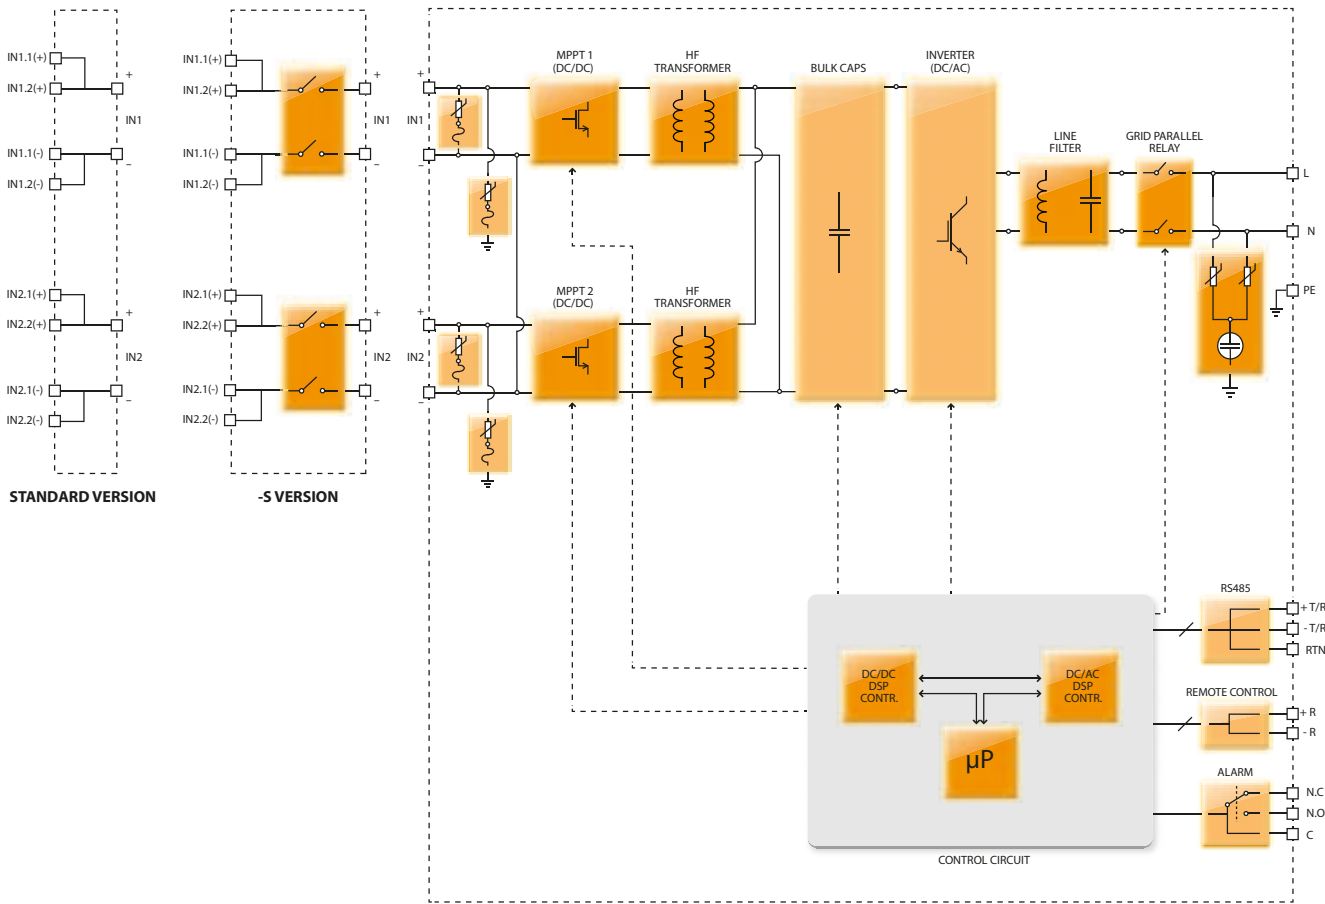 IN1.1(+)
IN1.2(+)
+
IN1
IN1.1(-)
IN1.2(-)
–
IN2.1(+)
IN2.2(+)
+
IN2
IN2.1(-)
IN2.2(-)
–
STANDARD VERSION
IN1.1(+)
IN1.2(+)
+
IN1
IN1.1(-)
IN1.2(-)
–
IN2.1(+)
IN2.2(+)
+
IN2
IN2.1(-)
IN2.2(-)
–
-S VERSION
+
IN1
–
+
IN2
–
MPPT 1
(DC/DC)
HF
TRANSFORMER
BULK CAPS
INVERTER
(DC/AC)
LINE
FILTER
GRID PARALLEL
RELAY
L
N
PE
MPPT 2
(DC/DC)
HF
TRANSFORMER
DC/DC
DSP
CONTR.
DC/AC
DSP
CONTR.
µP
CONTROL CIRCUIT
RS485
+ T/R
- T/R
RTN
REMOTE CONTROL
+ R
- R
ALARM
N.C
N.O
C